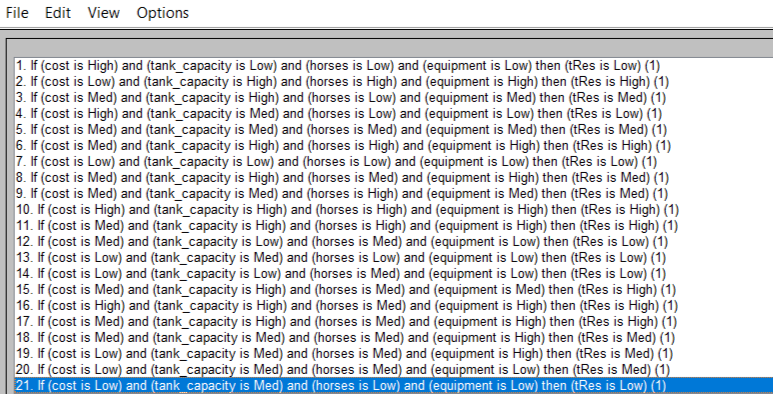 File Edit View Options
1. If (cost is High) and (tank_capacity is Low) and (horses is Low) and (equipment is Low) then (tRes is Low) (1)
2. If (cost is Low) and (tank_capacity is High) and (horses is High) and (equipment is High) then (tRes is High) (1)
3. If (cost is Med) and (tank_capacity is High) and (horses is Low) and (equipment is Med) then (tRes is Med) (1)
4. If (cost is High) and (tank_capacity is Med) and (horses is Low) and (equipment is Low) then (tRes is Low) (1)
5. If (cost is Med) and (tank_capacity is Med) and (horses is Med) and (equipment is Med) then (tRes is Med) (1)
6. If (cost is Med) and (tank_capacity is High) and (horses is High) and (equipment is High) then (tRes is High) (1)
7. If (cost is Low) and (tank_capacity is Low) and (horses is Low) and (equipment is Low) then (tRes is Low) (1)
8. If (cost is Med) and (tank_capacity is High) and (horses is Med) and (equipment is High) then (tRes is Med) (1)
9. If (cost is Med) and (tank_capacity is Med) and (horses is High) and (equipment is Med) then (tRes is Med) (1)
10. If (cost is High) and (tank_capacity is High) and (horses is High) and (equipment is High) then (tRes is High) (1)
11. If (cost is Med) and (tank_capacity is High) and (horses is High) and (equipment is High) then (tRes is High) (1)
12. If (cost is Med) and (tank_capacity is Low) and (horses is Med) and (equipment is Low) then (tRes is Low) (1)
13. If (cost is Low) and (tank_capacity is Med) and (horses is Low) and (equipment is Low) then (tRes is Low) (1)
14. If (cost is Low) and (tank_capacity is Low) and (horses is Med) and (equipment is Low) then (tRes is Low) (1)
15. If (cost is Med) and (tank_capacity is High) and (horses is Med) and (equipment is Med) then (tRes is High) (1)
16. If (cost is High) and (tank_capacity is High) and (horses is Med) and (equipment is High) then (tRes is High) (1)
17. If (cost is Med) and (tank_capacity is High) and (horses is Med) and (equipment is High) then (tRes is High) (1)
18. If (cost is Med) and (tank_capacity is Med) and (horses is Med) and (equipment is High) then (tRes is Med) (1)
19. If (cost is Low) and (tank_capacity is Med) and (horses is Med) and (equipment is High) then (tRes is Med) (1)
20. If (cost is Low) and (tank_capacity is Med) and (horses is Med) and (equipment is Low) then (tRes is Med) (1)
21. If (cost is Low) and (tank_capacity is Med) and (horses is Low) and (equipment is Low) then (tRes is Low) (1)